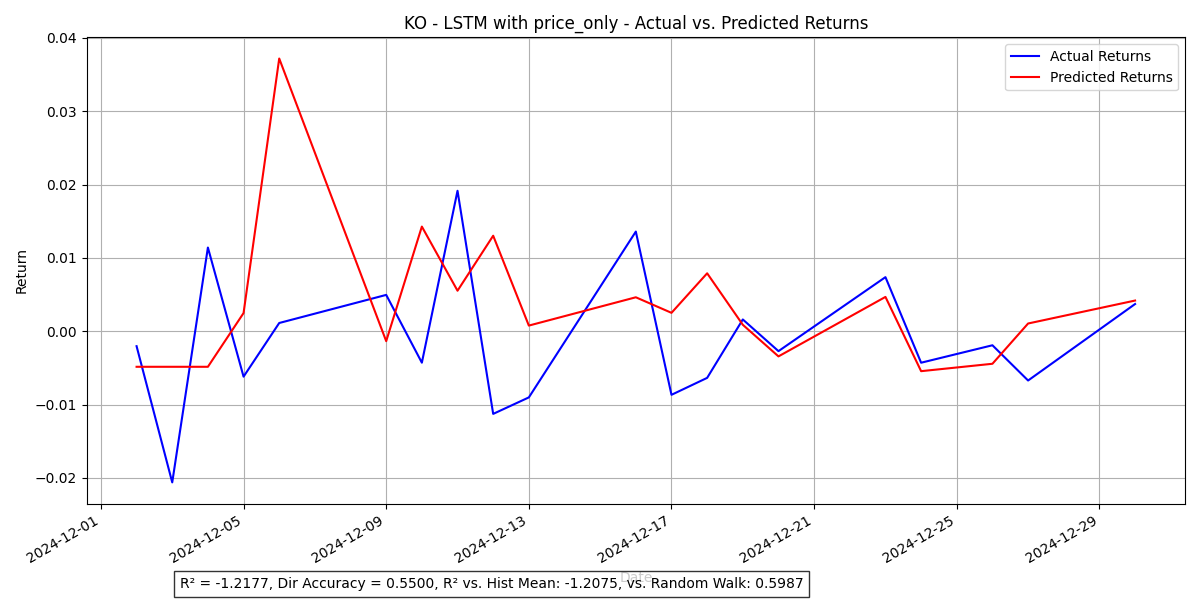 KO - LSTM with price_only - Actual vs. Predicted Returns
Actual Returns
Predicted Returns
Return
0.04
0.03
0.02
0.01
0.00
−0.01
−0.02
2024-12-01
2024-12-05
2024-12-09
2024-12-13
2024-12-17
2024-12-21
2024-12-25
2024-12-29
Date
R² = -1.2177, Dir Accuracy = 0.5500, R² vs. Hist Mean: -1.2075, vs. Random Walk: 0.5987